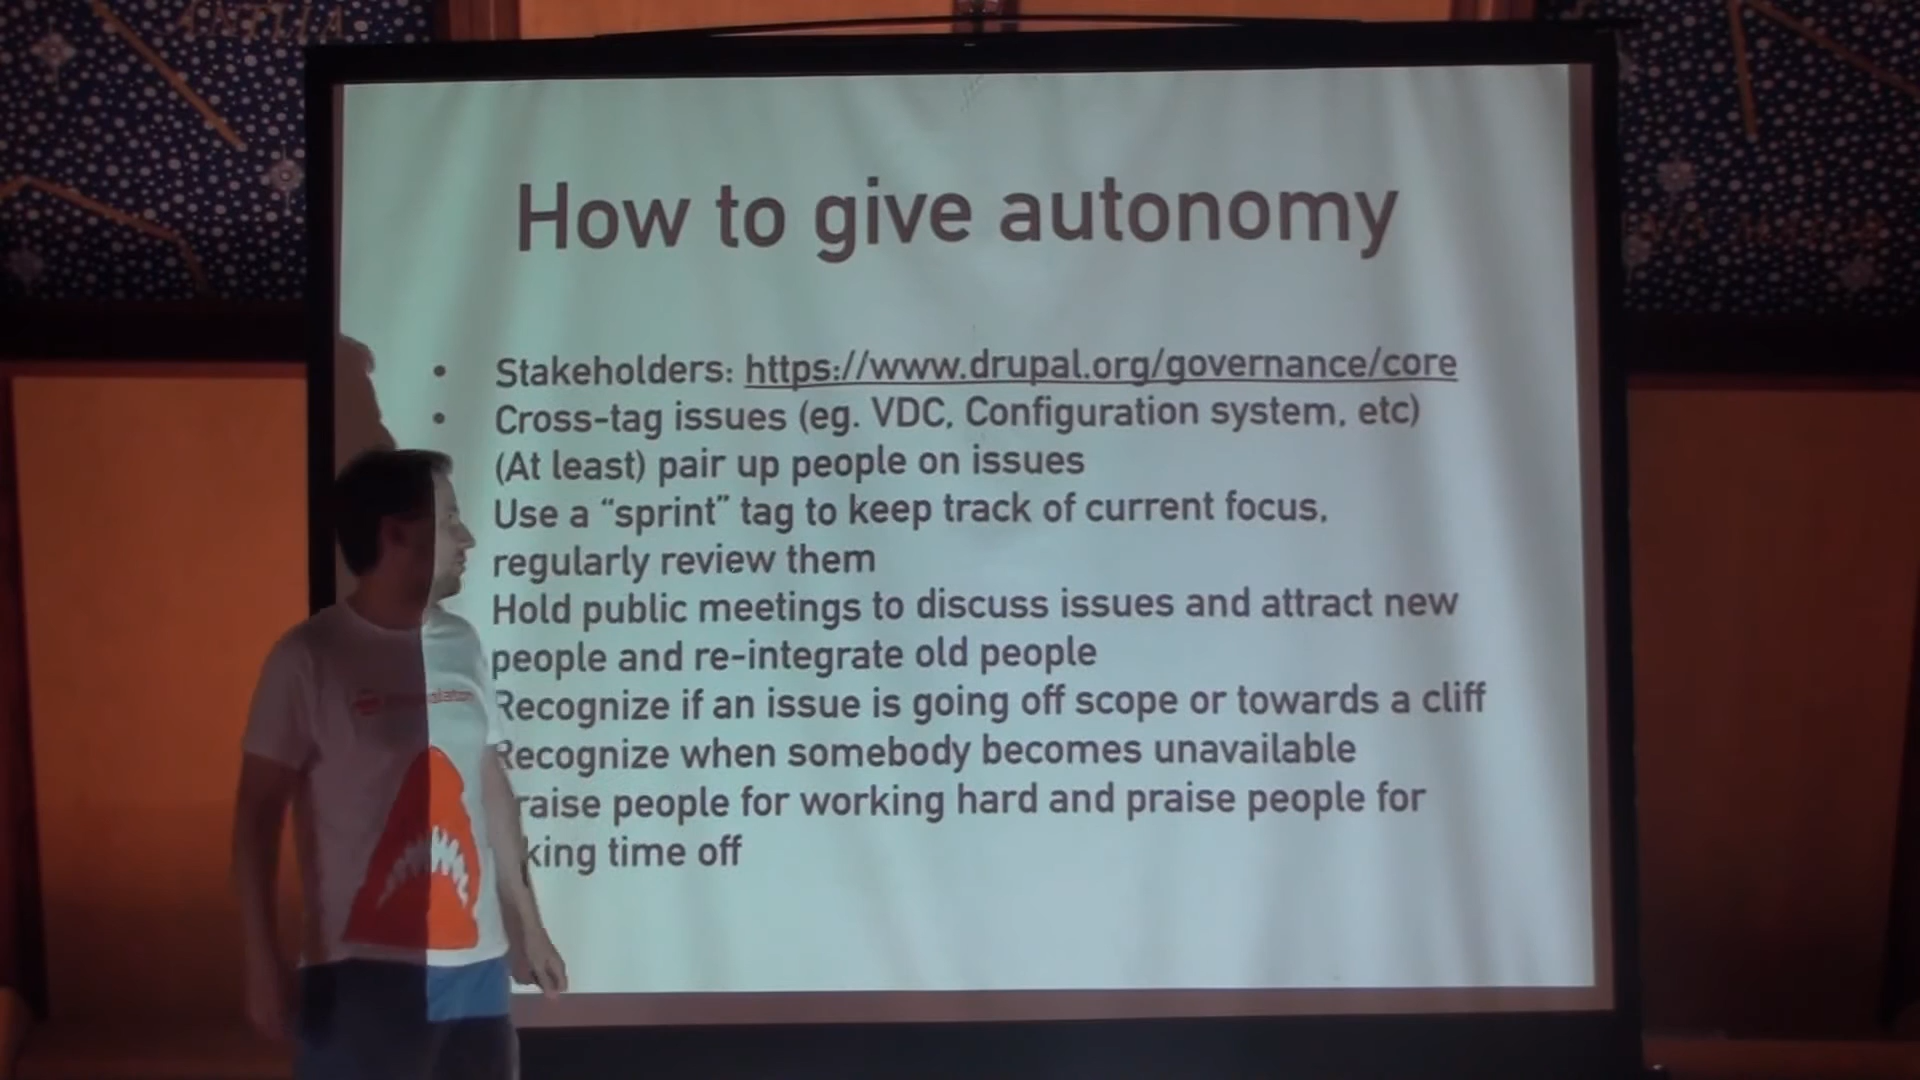 How to give autonomy
• Stakeholders: https://www.drupal.org/governance/core
• Cross-tag issues (eg. VDC, Configuration system, etc)
(At least) pair up people on issues
Use a “sprint” tag to keep track of current focus,
regularly review them
Hold public meetings to discuss issues and attract new
people and re-integrate old people
Recognize if an issue is going off scope or towards a cliff
Recognize when somebody becomes unavailable
raise people for working hard and praise people for
king time off